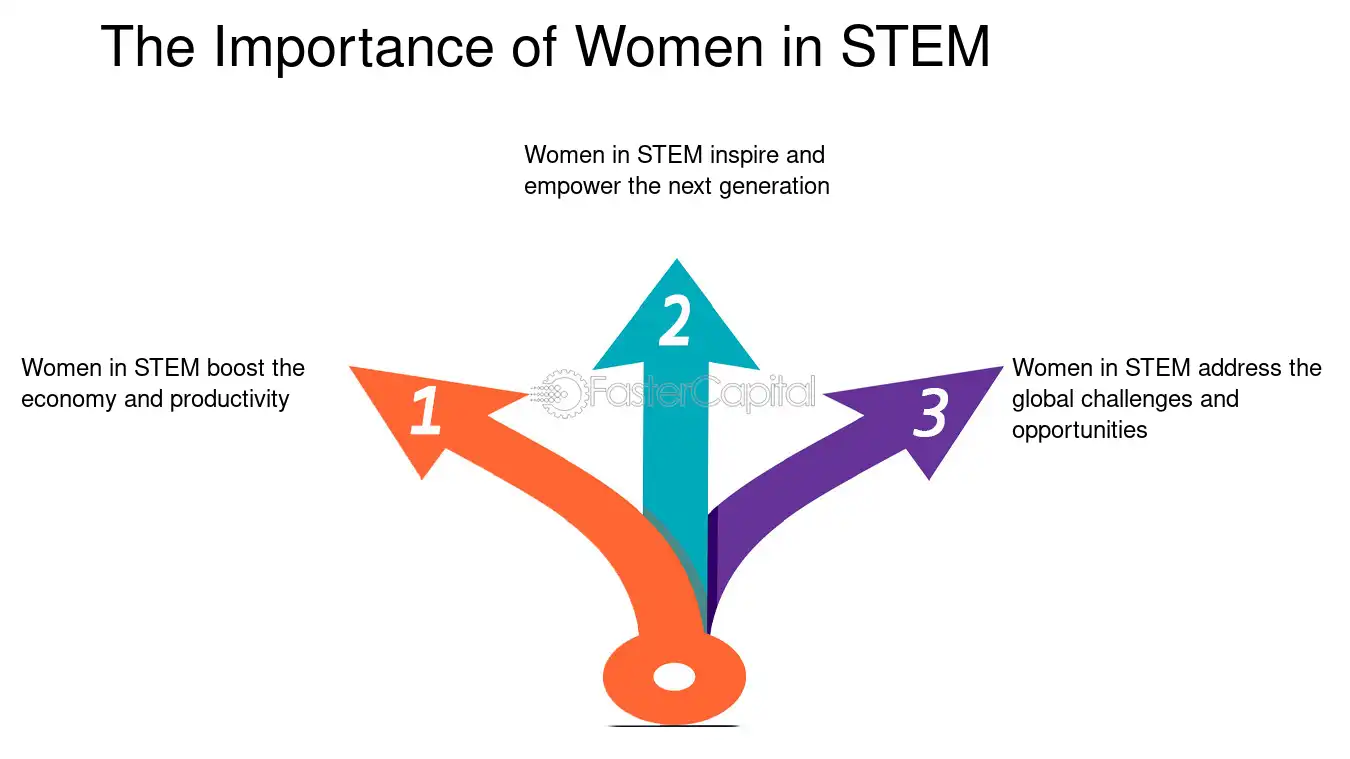 The Importance of Women in STEM
Women in STEM inspire and
empower the next generation
2
Women in STEM boost the
economy and productivity
1
FasterCapital
3
Women in STEM address the
global challenges and
opportunities